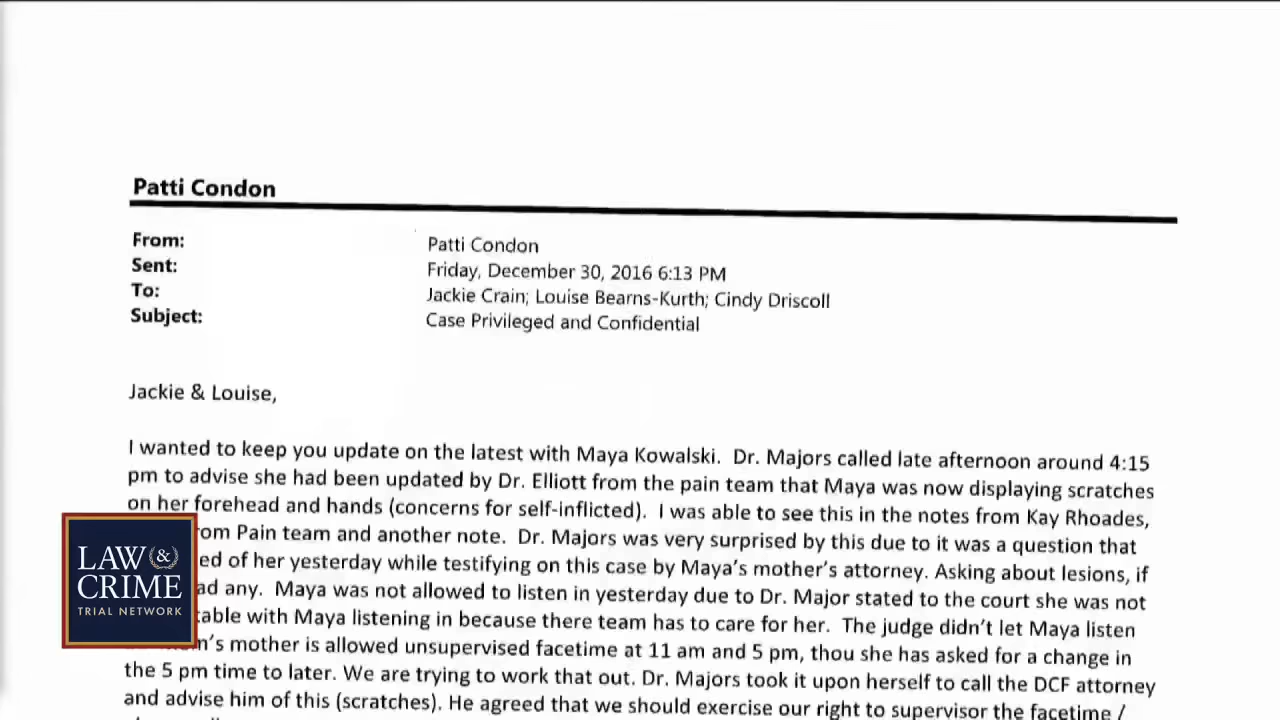 Patti Condon
From: Patti Condon
Sent: Friday, December 30, 2016 6:13 PM
To: Jackie Crain; Louise Bearns-Kurth; Cindy Driscoll
Subject: Case Privileged and Confidential
Jackie & Louise,
I wanted to keep you update on the latest with Maya Kowalski. Dr. Majors called late afternoon around 4:15
pm to advise she had been updated by Dr. Elliott from the pain team that Maya was now displaying scratches
on her forehead and hands (concerns for self-inflicted). I was able to see this in the notes from Kay Rhoades,
rom Pain team and another note. Dr. Majors was very surprised by this due to it was a question that
ed of her yesterday while testifying on this case by Maya's mother's attorney. Asking about lesions, if
ad any. Maya was not allowed to listen in yesterday due to Dr. Major stated to the court she was not
table with Maya listening in because there team has to care for her. The judge didn't let Maya listen
's mother is allowed unsupervised facetime at 11 am and 5 pm, thou she has asked for a change in
the 5 pm time to later. We are trying to work that out. Dr. Majors took it upon herself to call the DCF attorney
and advise him of this (scratches). He agreed that we should exercise our right to supervisor the facetime /
LAW &
CRIME
TRIAL NETWORK